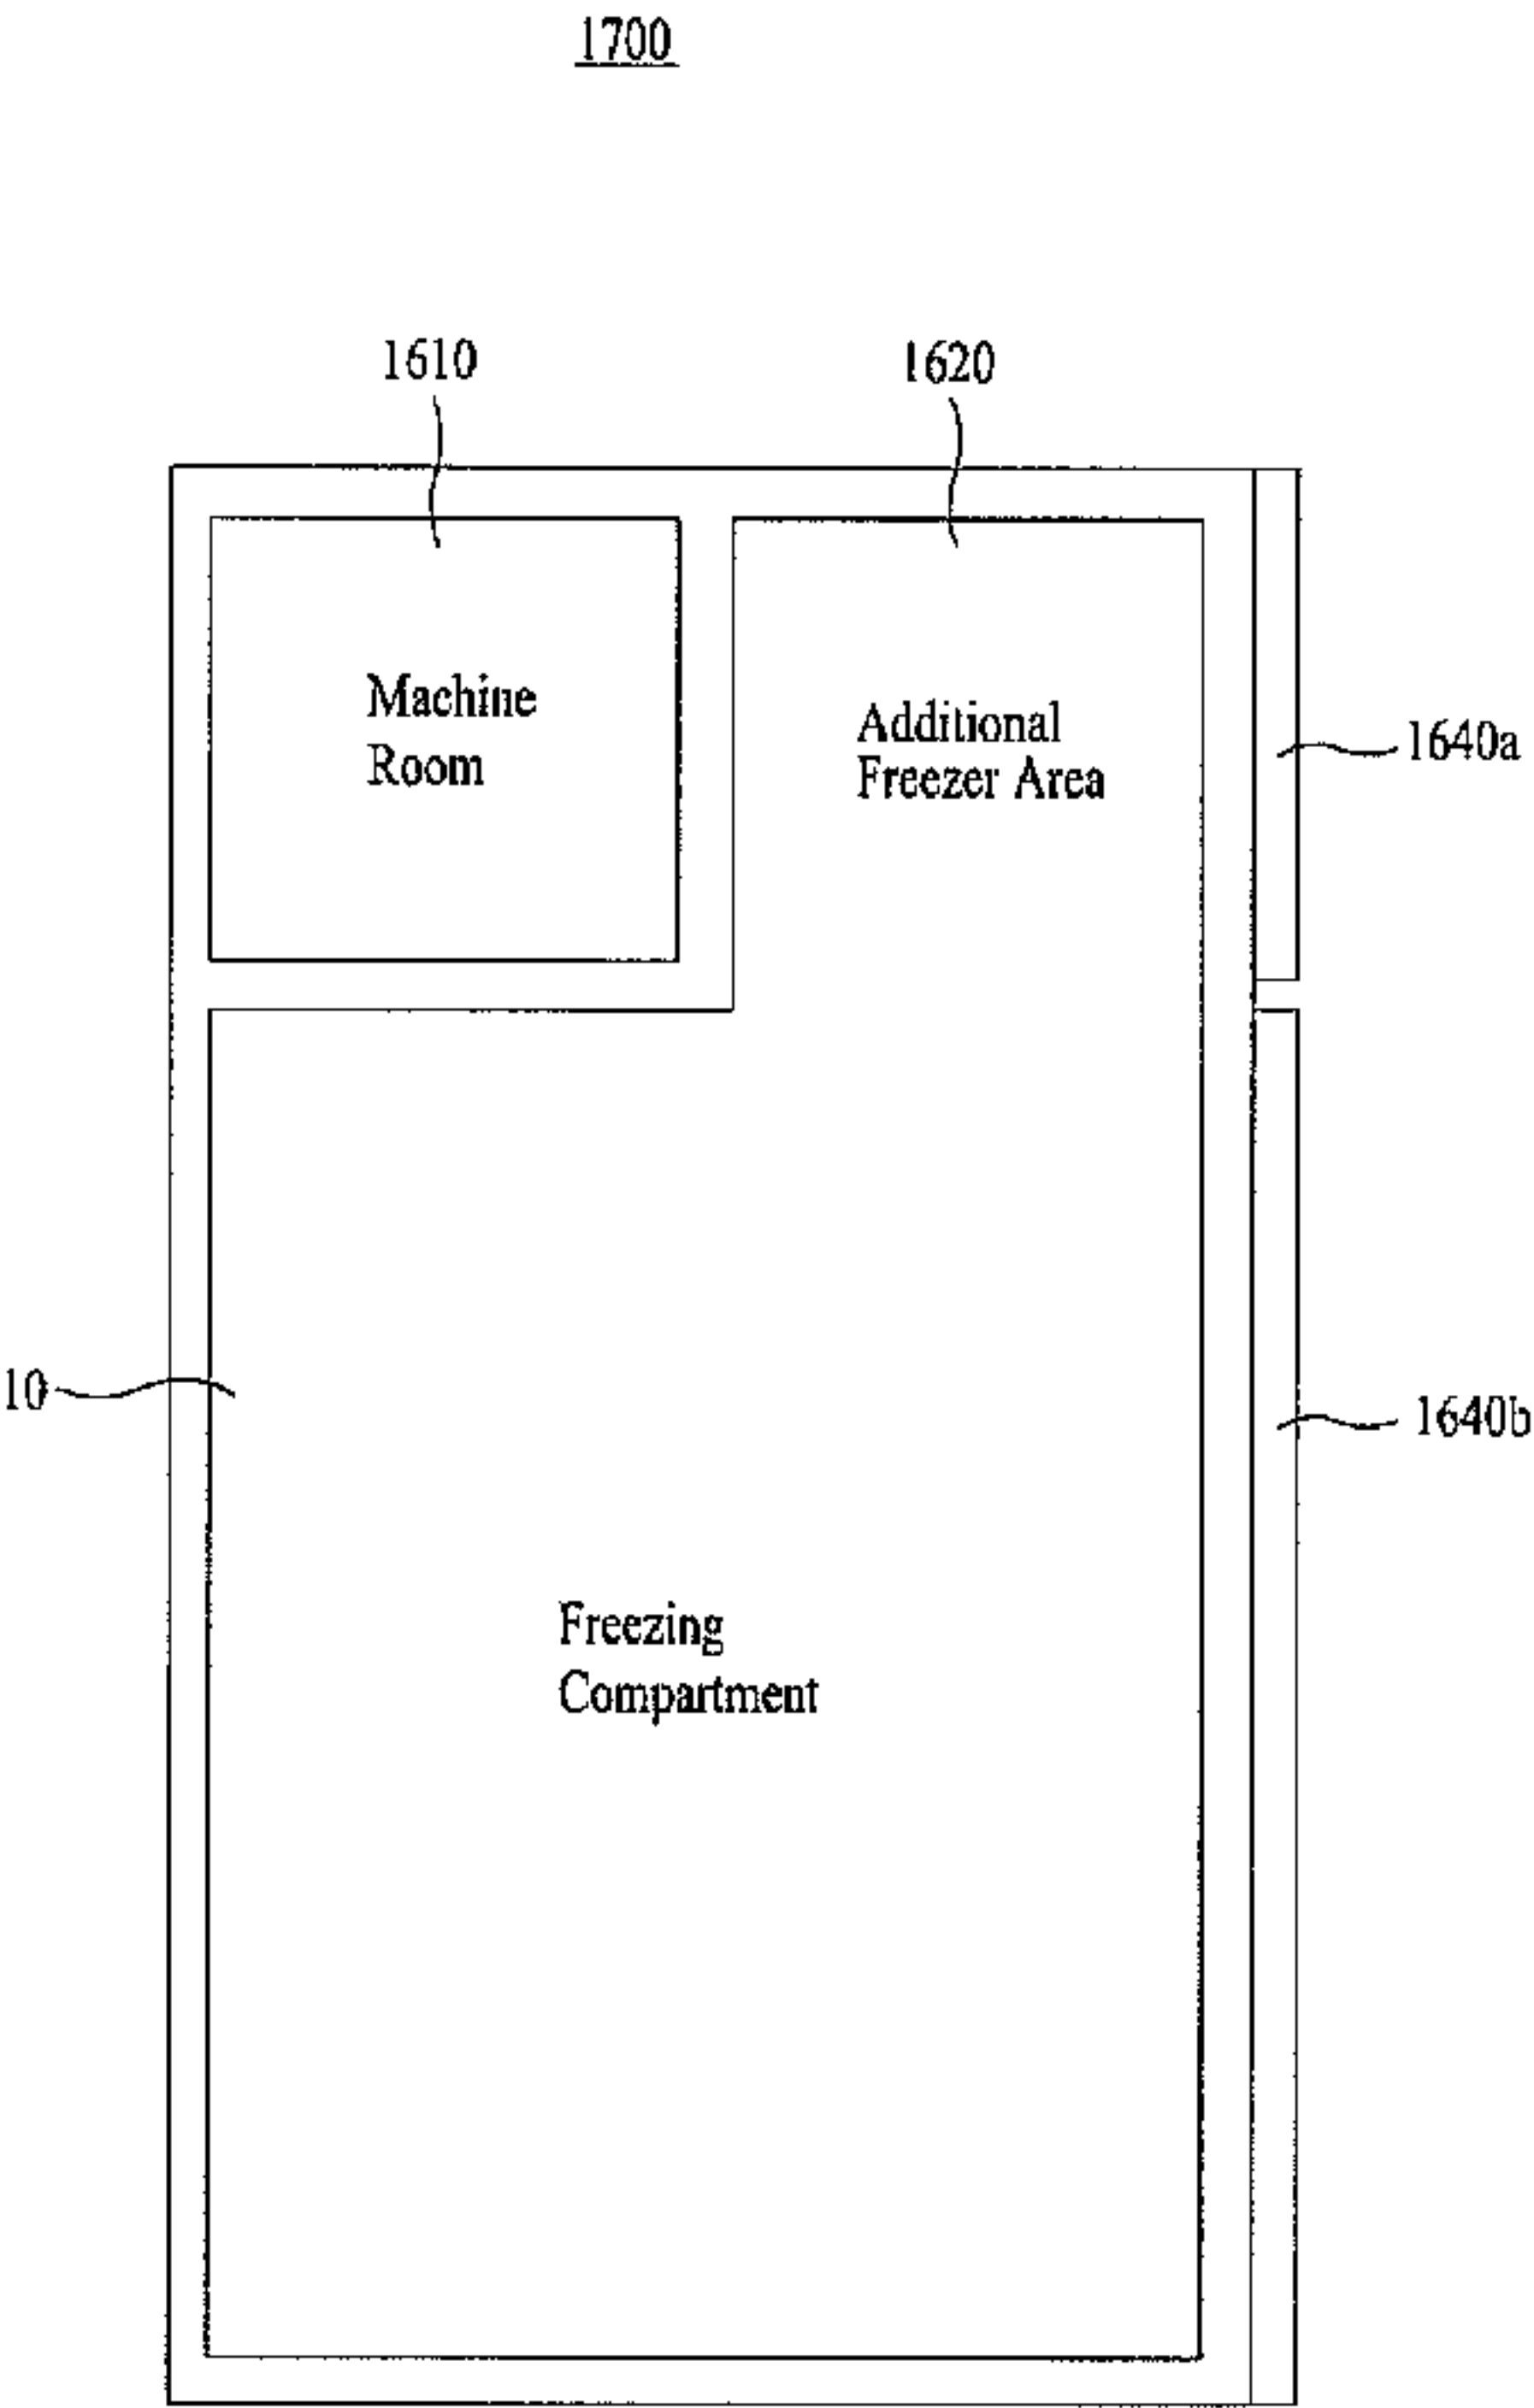 1700
1610
1620
Machine
Room
Additional
Freezer Area
1640a
10
1640b
Freezing
Compartment